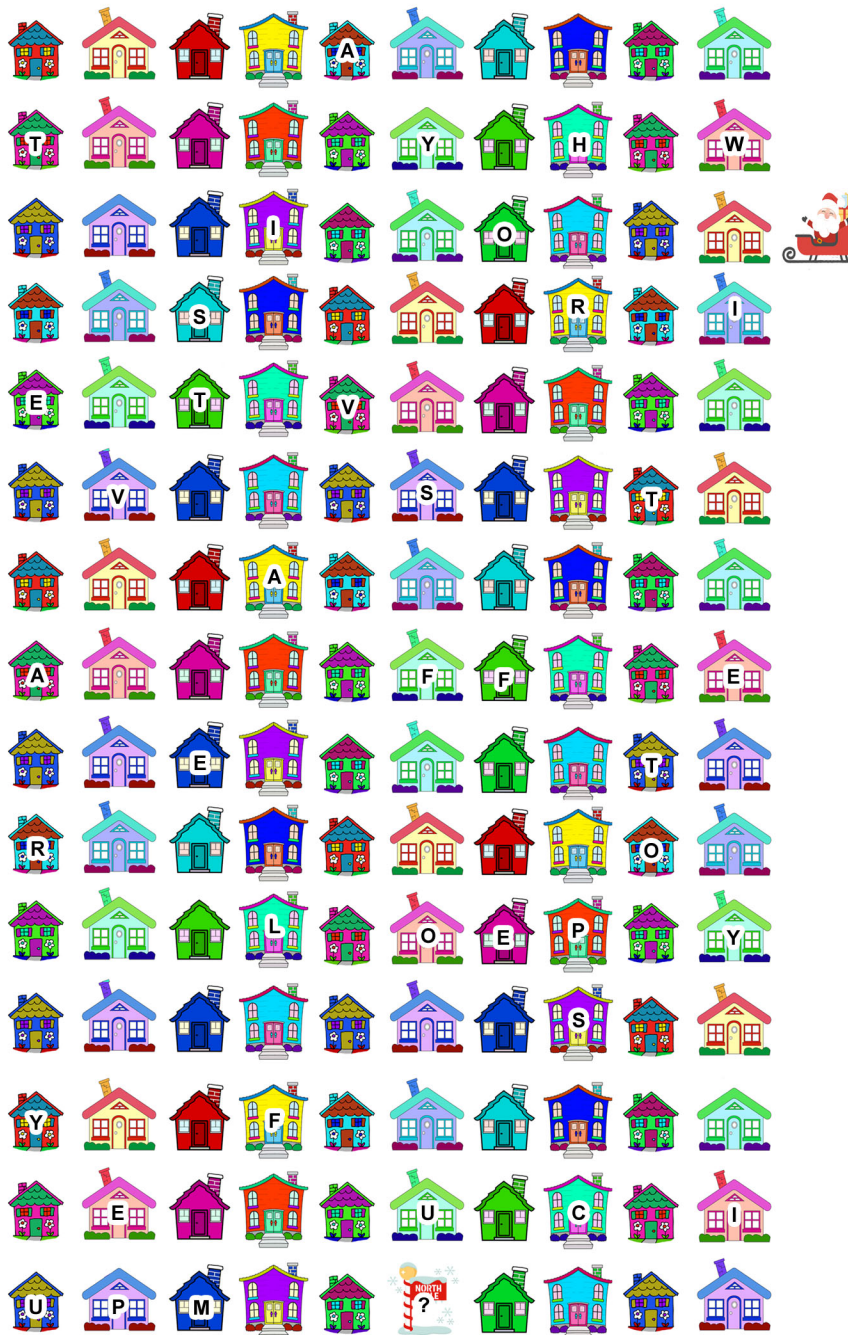 A
T Y H W
I O
S R I
E T V
V S T
A
A F F E
E T
R O
L O E P Y
S
Y F
E U C I
U P M NORTH ?